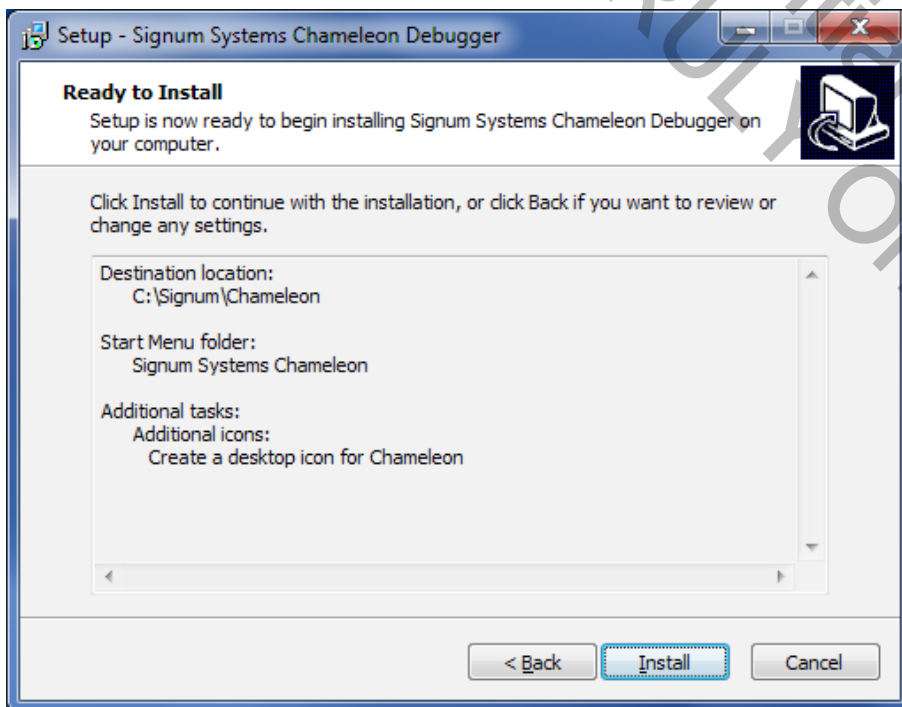 Setup - Signum Systems Chameleon Debugger
Ready to Install
Setup is now ready to begin installing Signum Systems Chameleon Debugger on
your computer.
Click Install to continue with the installation, or click Back if you want to review or
change any settings.
Destination location:
C:\Signum\Chameleon
Start Menu folder:
Signum Systems Chameleon
Additional tasks:
Additional icons:
Create a desktop icon for Chameleon
< Back
Install
Cancel